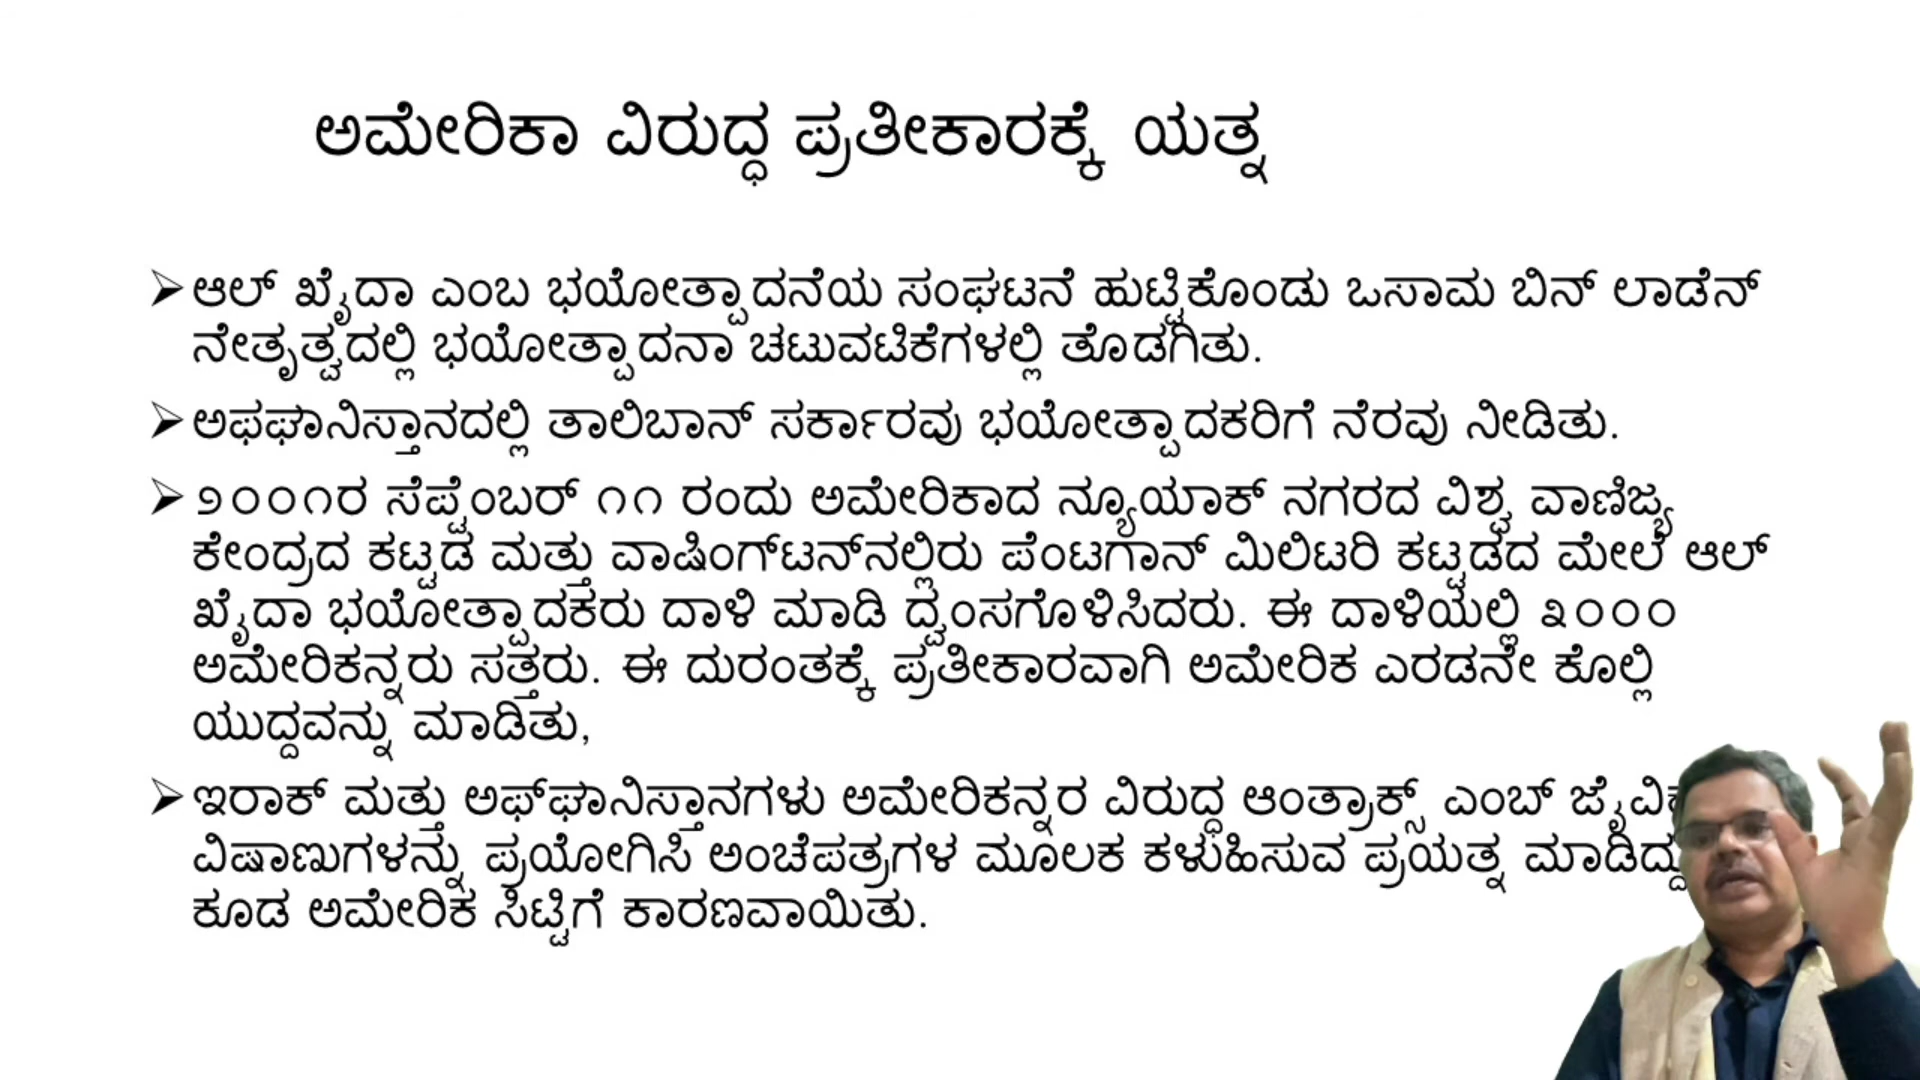 ಅಮೇರಿಕಾ ವಿರುದ್ಧ ಪ್ರತೀಕಾರಕ್ಕೆ ಯತ್ನ
ಆಲ್ ಖೈದಾ ಎಂಬ ಭಯೋತ್ಪಾದನೆಯ ಸಂಘಟನೆ ಹುಟ್ಟಿಕೊಂಡು ಒಸಾಮ ಬಿನ್ ಲಾಡೆನ್
ನೇತೃತ್ವದಲ್ಲಿ ಭಯೋತ್ಪಾದನಾ ಚಟುವಟಿಕೆಗಳಲ್ಲಿ ತೊಡಗಿತು.
ಅಫಘಾನಿಸ್ತಾನದಲ್ಲಿ ತಾಲಿಬಾನ್ ಸರ್ಕಾರವು ಭಯೋತ್ಪಾದಕರಿಗೆ ನೆರವು ನೀಡಿತು.
೨೦೦೧ರ ಸೆಪ್ಟೆಂಬರ್ ೧೧ ರಂದು ಅಮೇರಿಕಾದ ನ್ಯೂಯಾಕ್ ನಗರದ ವಿಶ್ವ ವಾಣಿಜ್ಯ
ಕೇಂದ್ರದ ಕಟ್ಟಡ ಮತ್ತು ವಾಷಿಂಗ್‌ಟನ್‌ನಲ್ಲಿರು ಪೆಂಟಗಾನ್ ಮಿಲಿಟರಿ ಕಟ್ಟಡದ ಮೇಲೆ ಆಲ್
ಖೈದಾ ಭಯೋತ್ಪಾದಕರು ದಾಳಿ ಮಾಡಿ ದ್ವಂಸಗೊಳಿಸಿದರು. ಈ ದಾಳಿಯಲ್ಲಿ ೩೦೦೦
ಅಮೇರಿಕನ್ನರು ಸತ್ತರು. ಈ ದುರಂತಕ್ಕೆ ಪ್ರತೀಕಾರವಾಗಿ ಅಮೇರಿಕ ಎರಡನೇ ಕೊಲ್ಲಿ
ಯುದ್ದವನ್ನು ಮಾಡಿತು,
ಇರಾಕ್ ಮತ್ತು ಅಫ್‌ಘಾನಿಸ್ತಾನಗಳು ಅಮೇರಿಕನ್ನರ ವಿರುದ್ಧ ಆಂತ್ರಾಕ್ಸ್ ಎಂಬ್
ವಿಷಾಣುಗಳನ್ನು ಪ್ರಯೋಗಿಸಿ ಅಂಚೆಪತ್ರಗಳ ಮೂಲಕ ಕಳುಹಿಸುವ ಪ್ರಯತ್ನ
ಕೂಡ ಅಮೇರಿಕ ಸಿಟ್ಟಿಗೆ ಕಾರಣವಾಯಿತು.